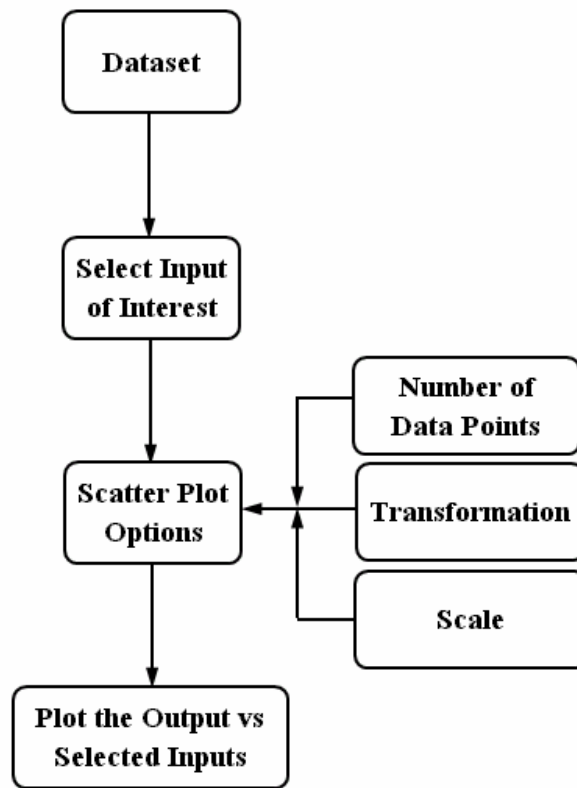 Dataset
Select Input
of Interest
Number of
Data Points
Scatter Plot
Options
Transformation
Scale
Plot the Output vs
Selected Inputs